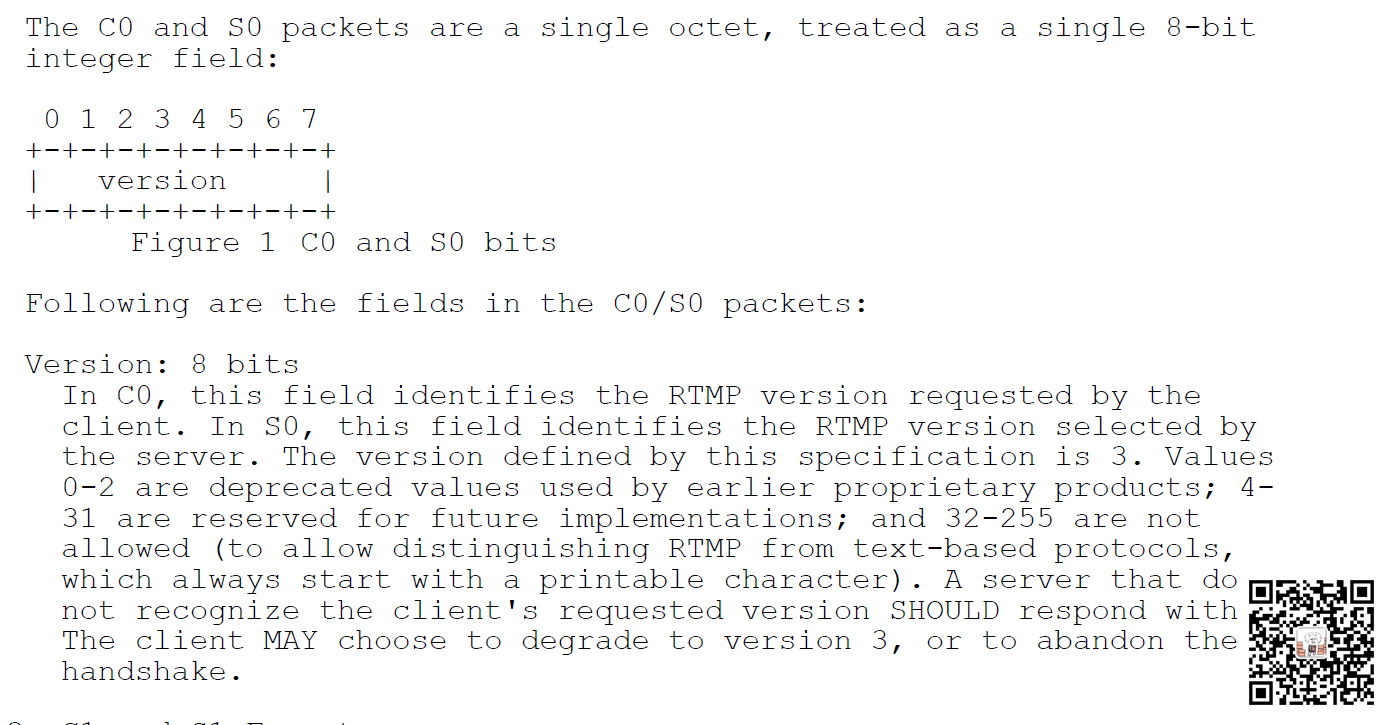 The C0 and S0 packets are a single octet, treated as a single 8-bit
integer field:
0 1 2 3 4 5 6 7
+-+-+-+-+-+-+-+-+
| version |
+-+-+-+-+-+-+-+-+
Figure 1 C0 and S0 bits
Following are the fields in the C0/S0 packets:
Version: 8 bits
In C0, this field identifies the RTMP version requested by the
client. In S0, this field identifies the RTMP version selected by
the server. The version defined by this specification is 3. Values
0-2 are deprecated values used by earlier proprietary products; 4-
31 are reserved for future implementations; and 32-255 are not
allowed (to allow distinguishing RTMP from text-based protocols,
which always start with a printable character). A server that do
not recognize the client's requested version SHOULD respond with
The client MAY choose to degrade to version 3, or to abandon the
handshake.